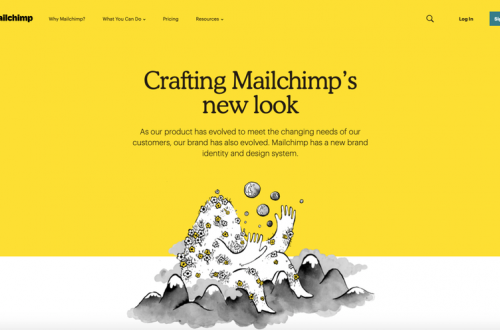 Why Mailchimp?
What You Can Do
Pricing
Resources
Log In
Crafting Mailchimp's
new look
As our product has evolved to meet the changing needs of our
customers, our brand has also evolved. Mailchimp has a new brand
identity and design system.